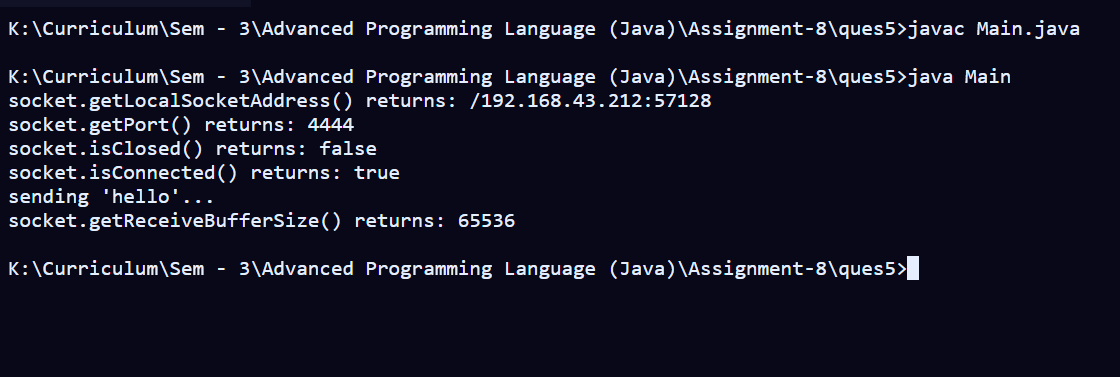 K:\Curriculum\Sem - 3\Advanced Programming Language (Java)\Assignment-8\ques5>javac Main.java
K:\Curriculum\Sem - 3\Advanced Programming Language (Java)\Assignment-8\ques5>java Main
socket.getLocalSocketAddress() returns: /192.168.43.212:57128
socket.getPort() returns: 4444
socket.isClosed() returns: false
socket.isConnected() returns: true
sending 'hello'...
socket.getReceiveBufferSize() returns: 65536
K:\Curriculum\Sem - 3\Advanced Programming Language (Java)\Assignment-8\ques5>